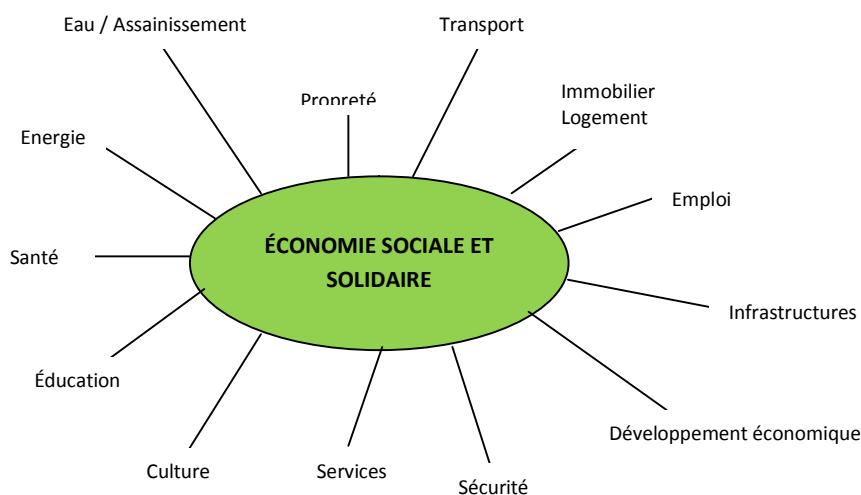 Eau / Assainissement
Transport
Propreté
Immobilier
Logement
Energie
Emploi
Santé
ÉCONOMIE SOCIALE ET
SOLIDAIRE
Infrastructures
Éducation
Développement économique
Culture
Services
Sécurité